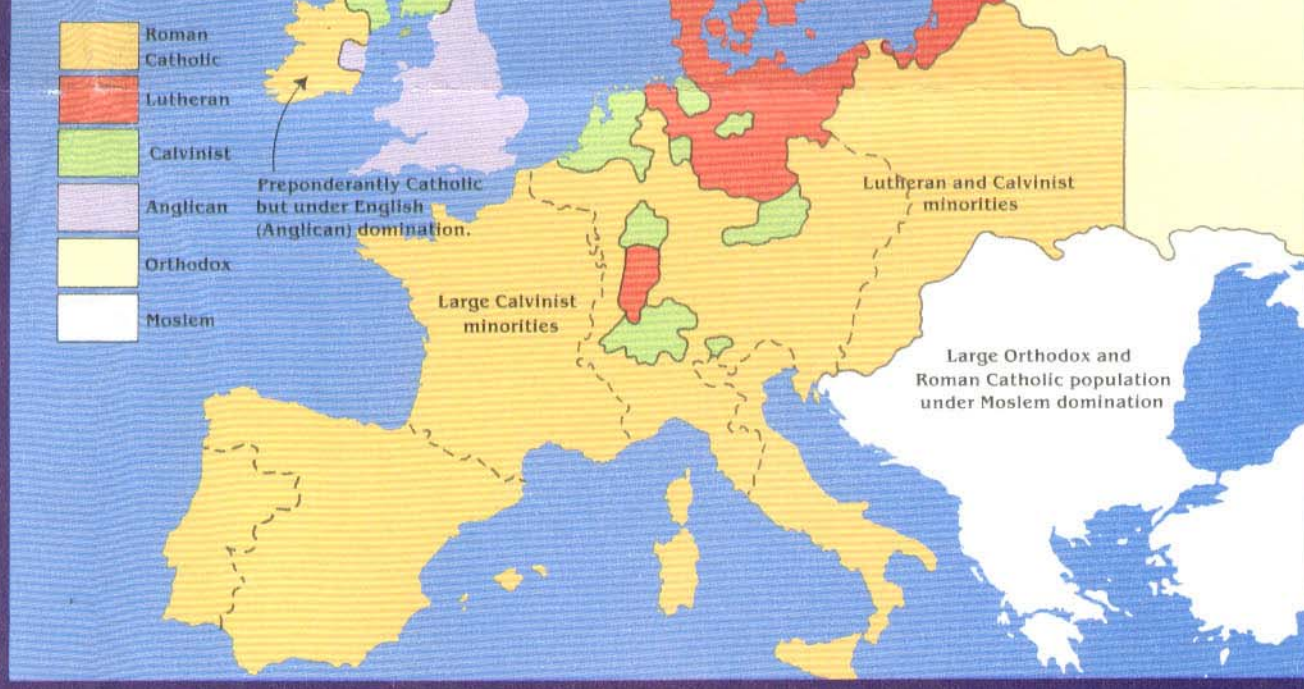 Roman
Catholic
Lutheran
Calvinist
Anglican
Orthodox
Moslem
Preponderantly Catholic
but under English
(Anglican) domination.
Large Calvinist
minorities
Lutheran and Calvinist
minorities
Large Orthodox and
Roman Catholic population
under Moslem domination